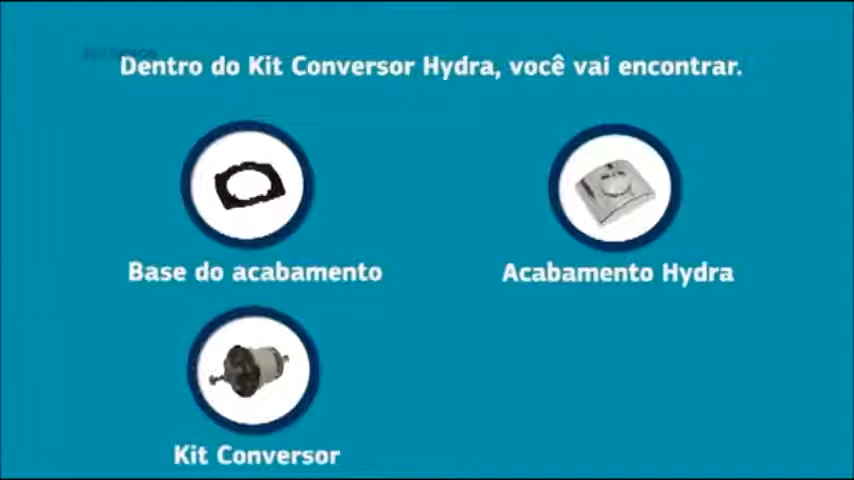 Dentro do Kit Conversor Hydra, você vai encontrar.
Base do acabamento
Acabamento Hydra
Kit Conversor